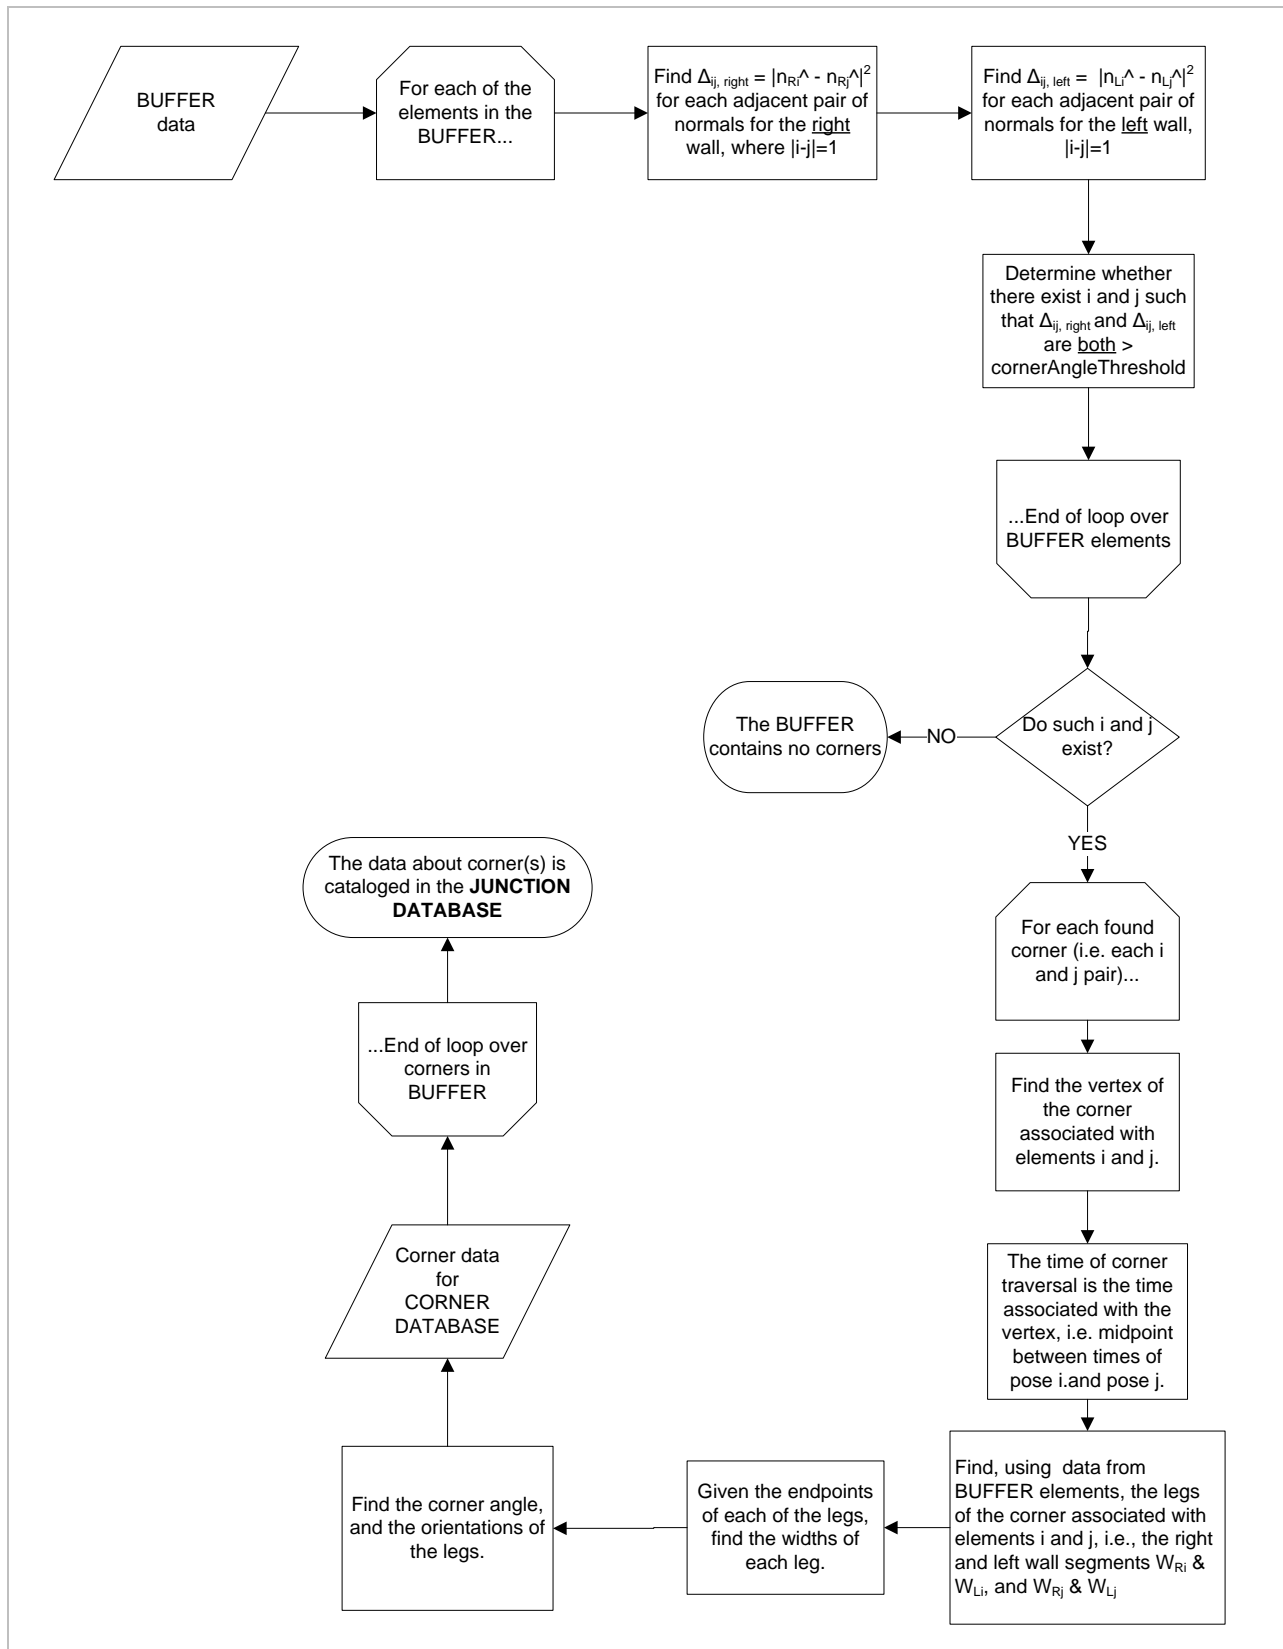 BUFFER
data
For each of the
elements in the
BUFFER...
Find Δij, right = |nRi^ - nRj^|²
for each adjacent pair of
normals for the right
wall, where |i-j|=1
Find Δij, left = |nLi^ - nLj^|²
for each adjacent pair of
normals for the left wall,
|i-j|=1
Determine whether
there exist i and j such
that Δij, right and Δij, left
are both >
cornerAngleThreshold
...End of loop over
BUFFER elements
Do such i and j
exist?
NO
The BUFFER
contains no corners
YES
For each found
corner (i.e. each i
and j pair)...
Find the vertex of
the corner
associated with
elements i and j.
The time of corner
traversal is the time
associated with the
vertex, i.e. midpoint
between times of
pose i.and pose j.
Find, using data from
BUFFER elements, the legs
of the corner associated with
elements i and j, i.e., the right
and left wall segments WRi &
WLi, and WRj & WLj
Given the endpoints
of each of the legs,
find the widths of
each leg.
Find the corner angle,
and the orientations of
the legs.
Corner data
for
CORNER
DATABASE
...End of loop over
corners in
BUFFER
The data about corner(s) is
cataloged in the JUNCTION
DATABASE